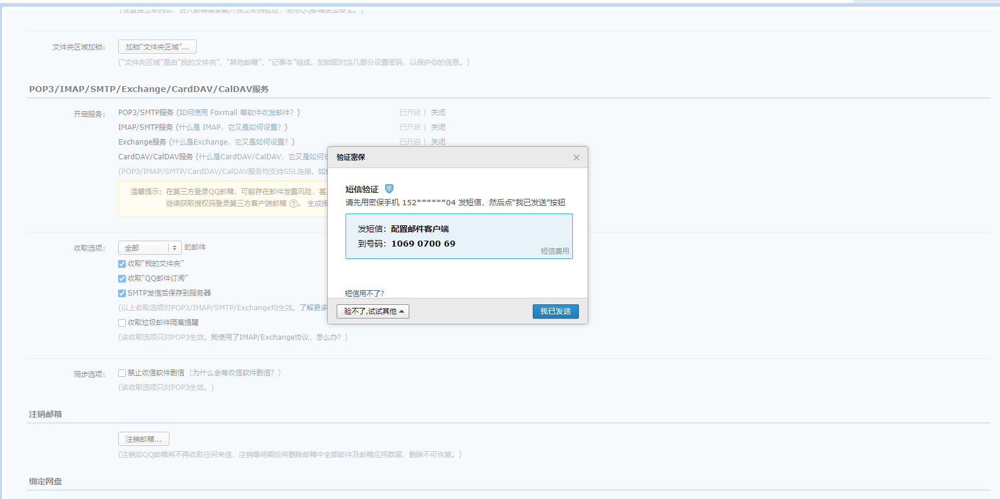 (设置独立密码后，进入邮箱需要输入独立密码验证，使用QQ邮箱更加安全。)
文件夹区域加锁：
加锁“文件夹区域”...
(“文件夹区域”是由“我的文件夹”、“其他邮箱”、“记事本”组成。加锁即对这几部分设置密码，以保护你的信息。)
POP3/IMAP/SMTP/Exchange/CardDAV/CalDAV服务
开启服务：
POP3/SMTP服务 (如何使用 Foxmail 等软件收发邮件？) 已开启 | 关闭
IMAP/SMTP服务 (什么是 IMAP，它又是如何设置？) 已开启 | 关闭
Exchange服务 (什么是Exchange，它又是如何设置？) 已开启 | 关闭
CardDAV/CalDAV服务 (什么是CardDAV/CalDAV，它又是如何
(POP3/IMAP/SMTP/CardDAV/CalDAV服务均支持SSL连接。如
温馨提示：在第三方登录QQ邮箱，可能存在邮件泄露风险，甚
继续获取授权码登录第三方客户端邮箱 ? 。 生成授
验证密保
短信验证
请先用密保手机 152******04 发短信，然后点“我已发送”按钮
发短信：配置邮件客户端
到号码：1069 0700 69
短信费用
短信用不了？
验不了,试试其他
我已发送
收取选项：
全部 的邮件
收取“我的文件夹”
收取“QQ邮件订阅”
SMTP发信后保存到服务器
(以上收取选项对POP3/IMAP/SMTP/Exchange均生效。了解更多
收取垃圾邮件隔离提醒
(该收取选项只对POP3生效。我使用了IMAP/Exchange协议，怎么办？)
同步选项：
禁止收信软件删信 (为什么会有收信软件删信？)
(该收取选项只对POP3生效。)
注销邮箱
注销邮箱...
(注销后QQ邮箱将不再收取任何来信，注销等待期后将删除邮箱中全部邮件及邮箱应用数据，删除不可恢复。)
绑定网盘